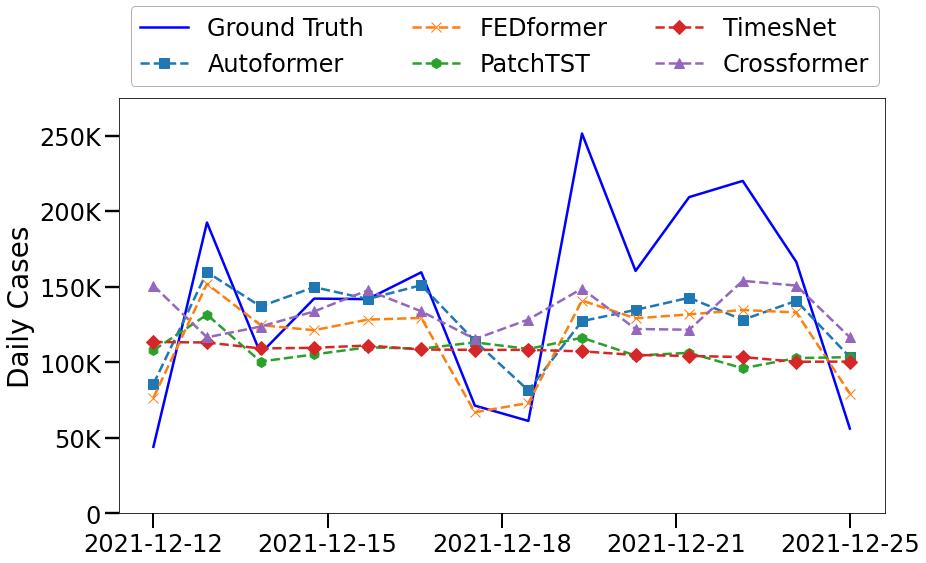 Ground Truth FEDformer TimesNet
Autoformer PatchTST Crossformer
Daily Cases
250K
200K
150K
100K
50K
0
2021-12-12 2021-12-15 2021-12-18 2021-12-21 2021-12-25